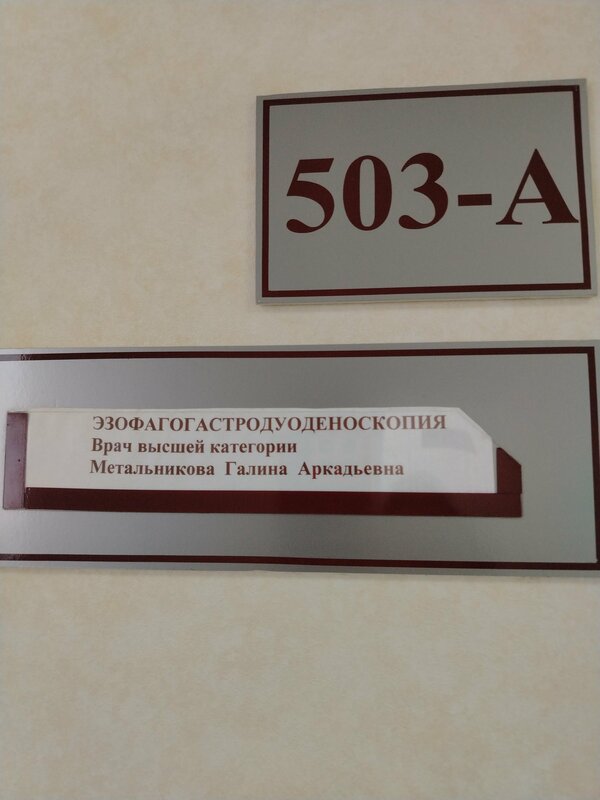 503-А
ЭЗОФАГОГАСТРОДУОДЕНОСКОПИЯ
Врач высшей категории
Метальникова Галина Аркадьевна